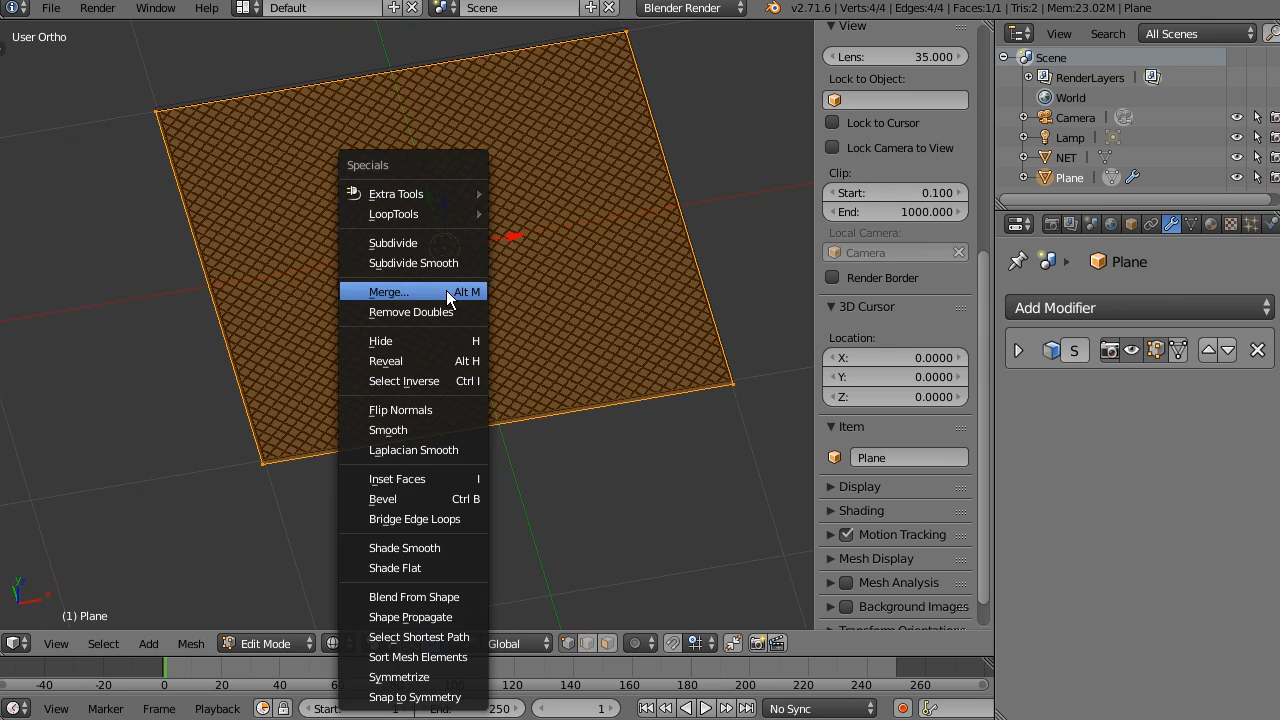 File Render Window Help Default Scene Blender Render v2.71.6 | Verts:4/4 | Edges:4/4 | Faces:1/1 | Tris:2 | Mem:23.02M | Plane
User Ortho
(1) Plane
Specials
Extra Tools
LoopTools
Subdivide
Subdivide Smooth
Merge... Alt M
Remove Doubles
Hide H
Reveal Alt H
Select Inverse Ctrl I
Flip Normals
Smooth
Laplacian Smooth
Inset Faces I
Bevel Ctrl B
Bridge Edge Loops
Shade Smooth
Shade Flat
Blend From Shape
Shape Propagate
Select Shortest Path
Sort Mesh Elements
Symmetrize
Snap to Symmetry
View
Lens: 35.000
Lock to Object:
Lock to Cursor
Lock Camera to View
Clip:
Start: 0.100
End: 1000.000
Local Camera:
Camera
Render Border
3D Cursor
Location:
X: 0.0000
Y: 0.0000
Z: 0.0000
Item
Plane
Display
Shading
Motion Tracking
Mesh Display
Mesh Analysis
Background Images
View Search All Scenes
Scene
RenderLayers
World
Camera
Lamp
NET
Plane
Plane
Add Modifier
S
View Select Add Mesh Edit Mode Global
-40 -20 0 20 40 120 140 160 180 200 220 240 260
View Marker Frame Playback Start: 1 250 1 No Sync